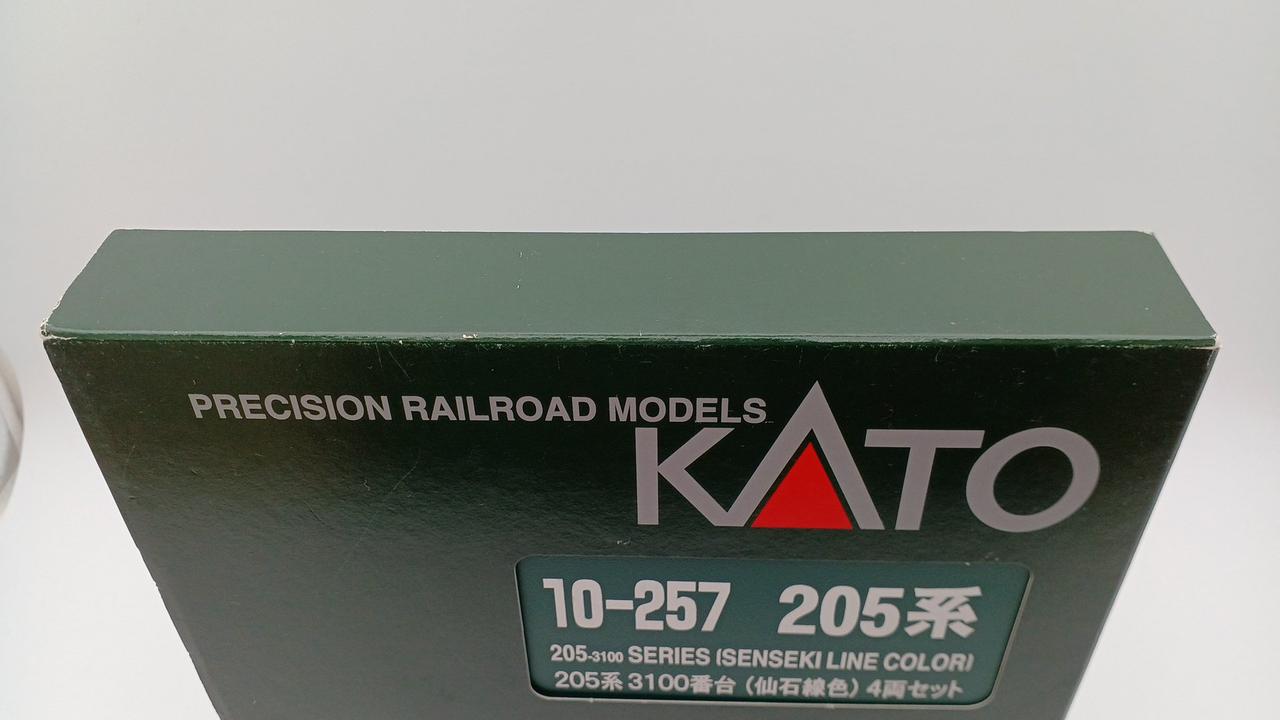 PRECISION RAILROAD MODELS
KATO
10-257 205系
205-3100 SERIES (SENSEKI LINE COLOR)
205系3100番台（仙石線色）4両セット